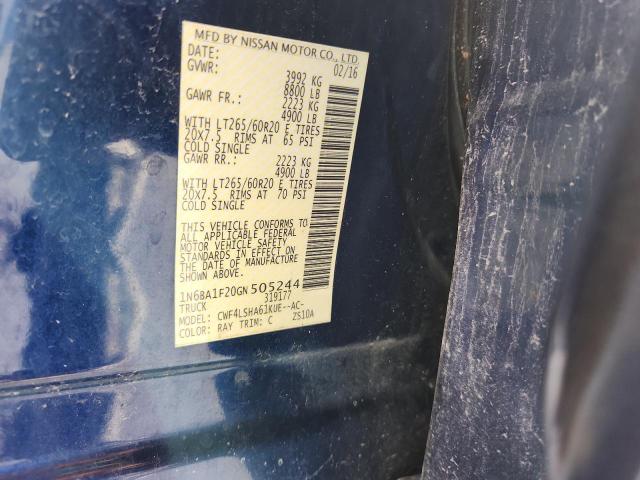 MFD BY NISSAN MOTOR CO., LTD.
DATE: 02/16
GVWR: 3992 KG
8800 LB
GAWR FR.: 2223 KG
4900 LB
WITH LT265/60R20 E TIRES
20X7.5 RIMS AT 65 PSI
COLD SINGLE
GAWR RR.: 2223 KG
4900 LB
WITH LT265/60R20 E TIRES
20X7.5 RIMS AT 70 PSI
COLD SINGLE
THIS VEHICLE CONFORMS TO
ALL APPLICABLE FEDERAL
MOTOR VEHICLE SAFETY
STANDARDS IN EFFECT ON
THE DATE OF MANUFACTURE
SHOWN ABOVE.
1N6BA1F20GN505244
TRUCK 319177
MODEL: CWF4LSHA61KUE--AC-
COLOR: RAY TRIM: C ZS10A